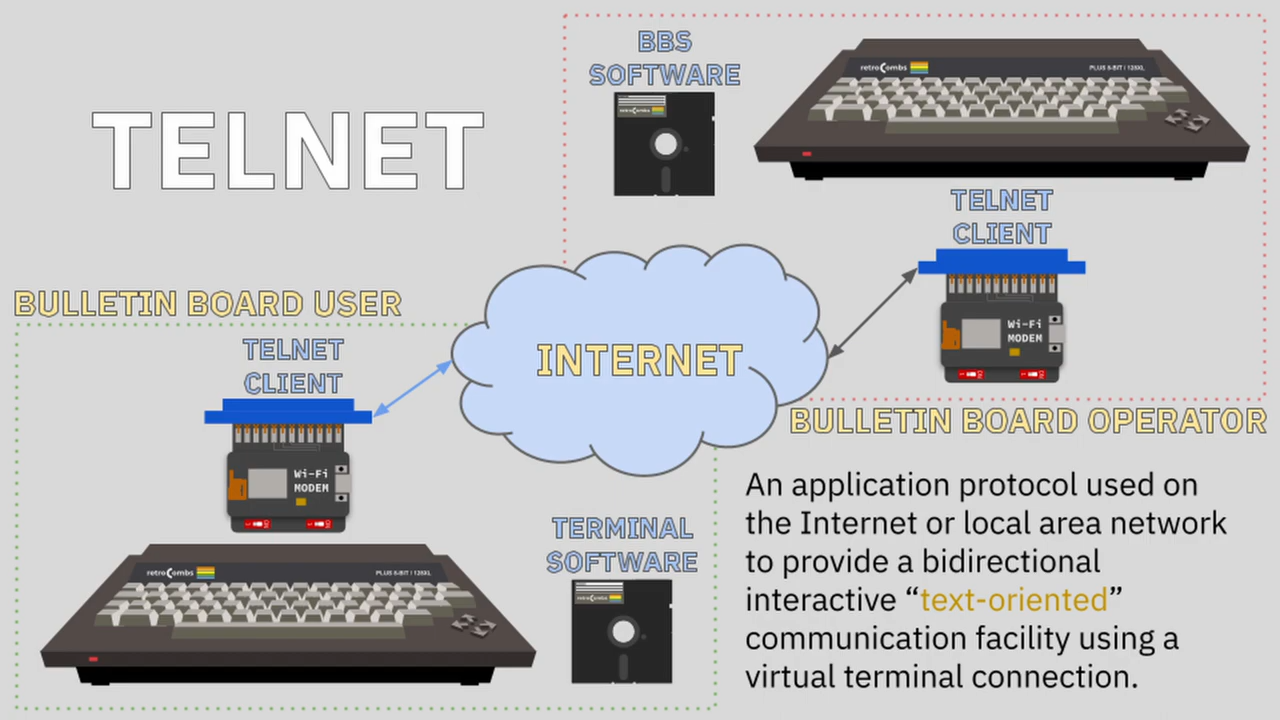 TELNET
BBS
SOFTWARE
retroCombs
retroCombs
PLUS 8-BIT | 128XL
TELNET
CLIENT
Wi-Fi
MODEM
BULLETIN BOARD OPERATOR
INTERNET
BULLETIN BOARD USER
TELNET
CLIENT
Wi-Fi
MODEM
retroCombs
PLUS 8-BIT | 128XL
TERMINAL
SOFTWARE
retroCombs
An application protocol used on
the Internet or local area network
to provide a bidirectional
interactive “text-oriented”
communication facility using a
virtual terminal connection.